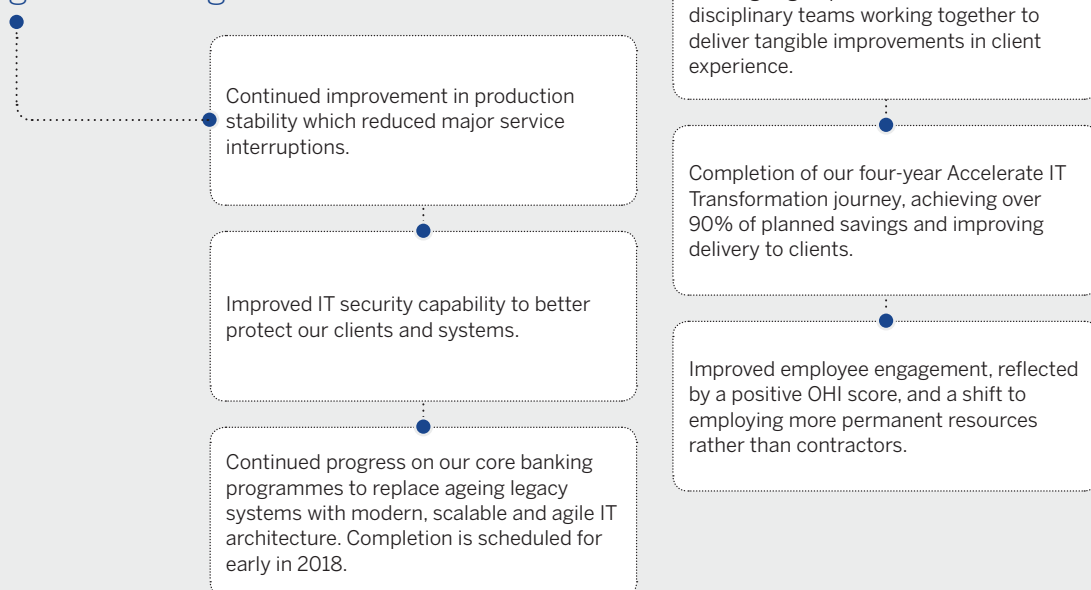 Continued improvement in production
stability which reduced major service
interruptions.
Improved IT security capability to better
protect our clients and systems.
Continued progress on our core banking
programmes to replace ageing legacy
systems with modern, scalable and agile IT
architecture. Completion is scheduled for
early in 2018.
disciplinary teams working together to
deliver tangible improvements in client
experience.
Completion of our four-year Accelerate IT
Transformation journey, achieving over
90% of planned savings and improving
delivery to clients.
Improved employee engagement, reflected
by a positive OHI score, and a shift to
employing more permanent resources
rather than contractors.